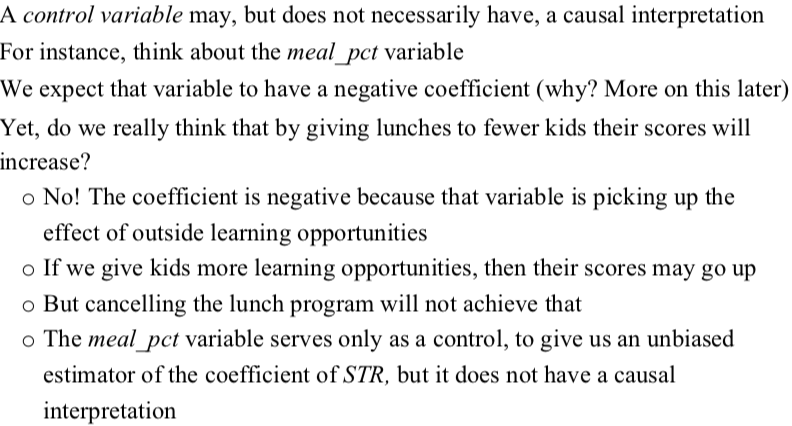 A control variable may, but does not necessarily have, a causal interpretation
For instance, think about the meal_pct variable
We expect that variable to have a negative coefficient (why? More on this later)
Yet, do we really think that by giving lunches to fewer kids their scores will
increase?
o No! The coefficient is negative because that variable is picking up the
effect of outside learning opportunities
o If we give kids more learning opportunities, then their scores may go up
o But cancelling the lunch program will not achieve that
o The meal_pct variable serves only as a control, to give us an unbiased
estimator of the coefficient of STR, but it does not have a causal
interpretation